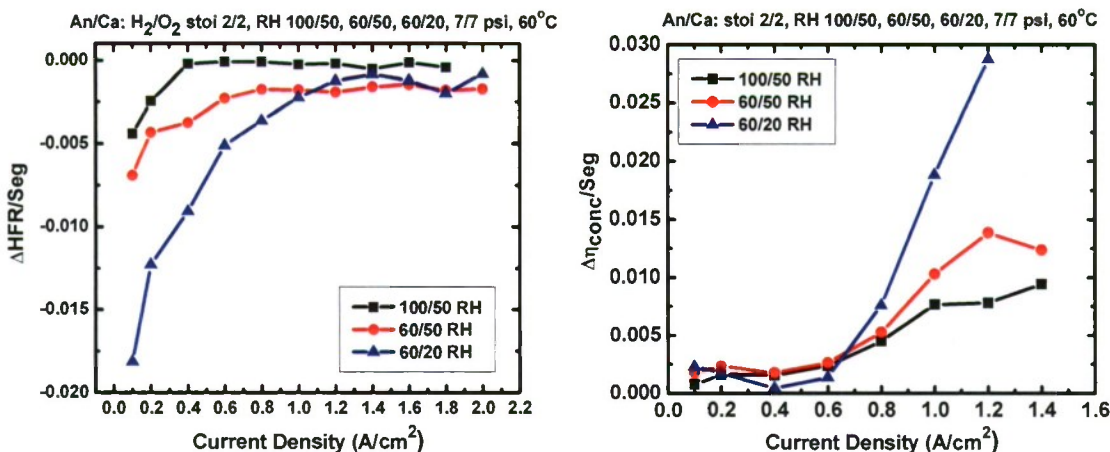 An/Ca: H₂/O₂ stoi 2/2, RH 100/50, 60/50, 60/20, 7/7 psi, 60°C
0.000
-0.005
-0.010
-0.015
-0.020
ΔHFR/Seg
100/50 RH
60/50 RH
60/20 RH
0.0 0.2 0.4 0.6 0.8 1.0 1.2 1.4 1.6 1.8 2.0 2.2
Current Density (A/cm²)
An/Ca: stoi 2/2, RH 100/50, 60/50, 60/20, 7/7 psi, 60°C
0.030
0.025
0.020
0.015
0.010
0.005
0.000
Δηconc/Seg
100/50 RH
60/50 RH
60/20 RH
0.0 0.2 0.4 0.6 0.8 1.0 1.2 1.4 1.6
Current Density (A/cm²)